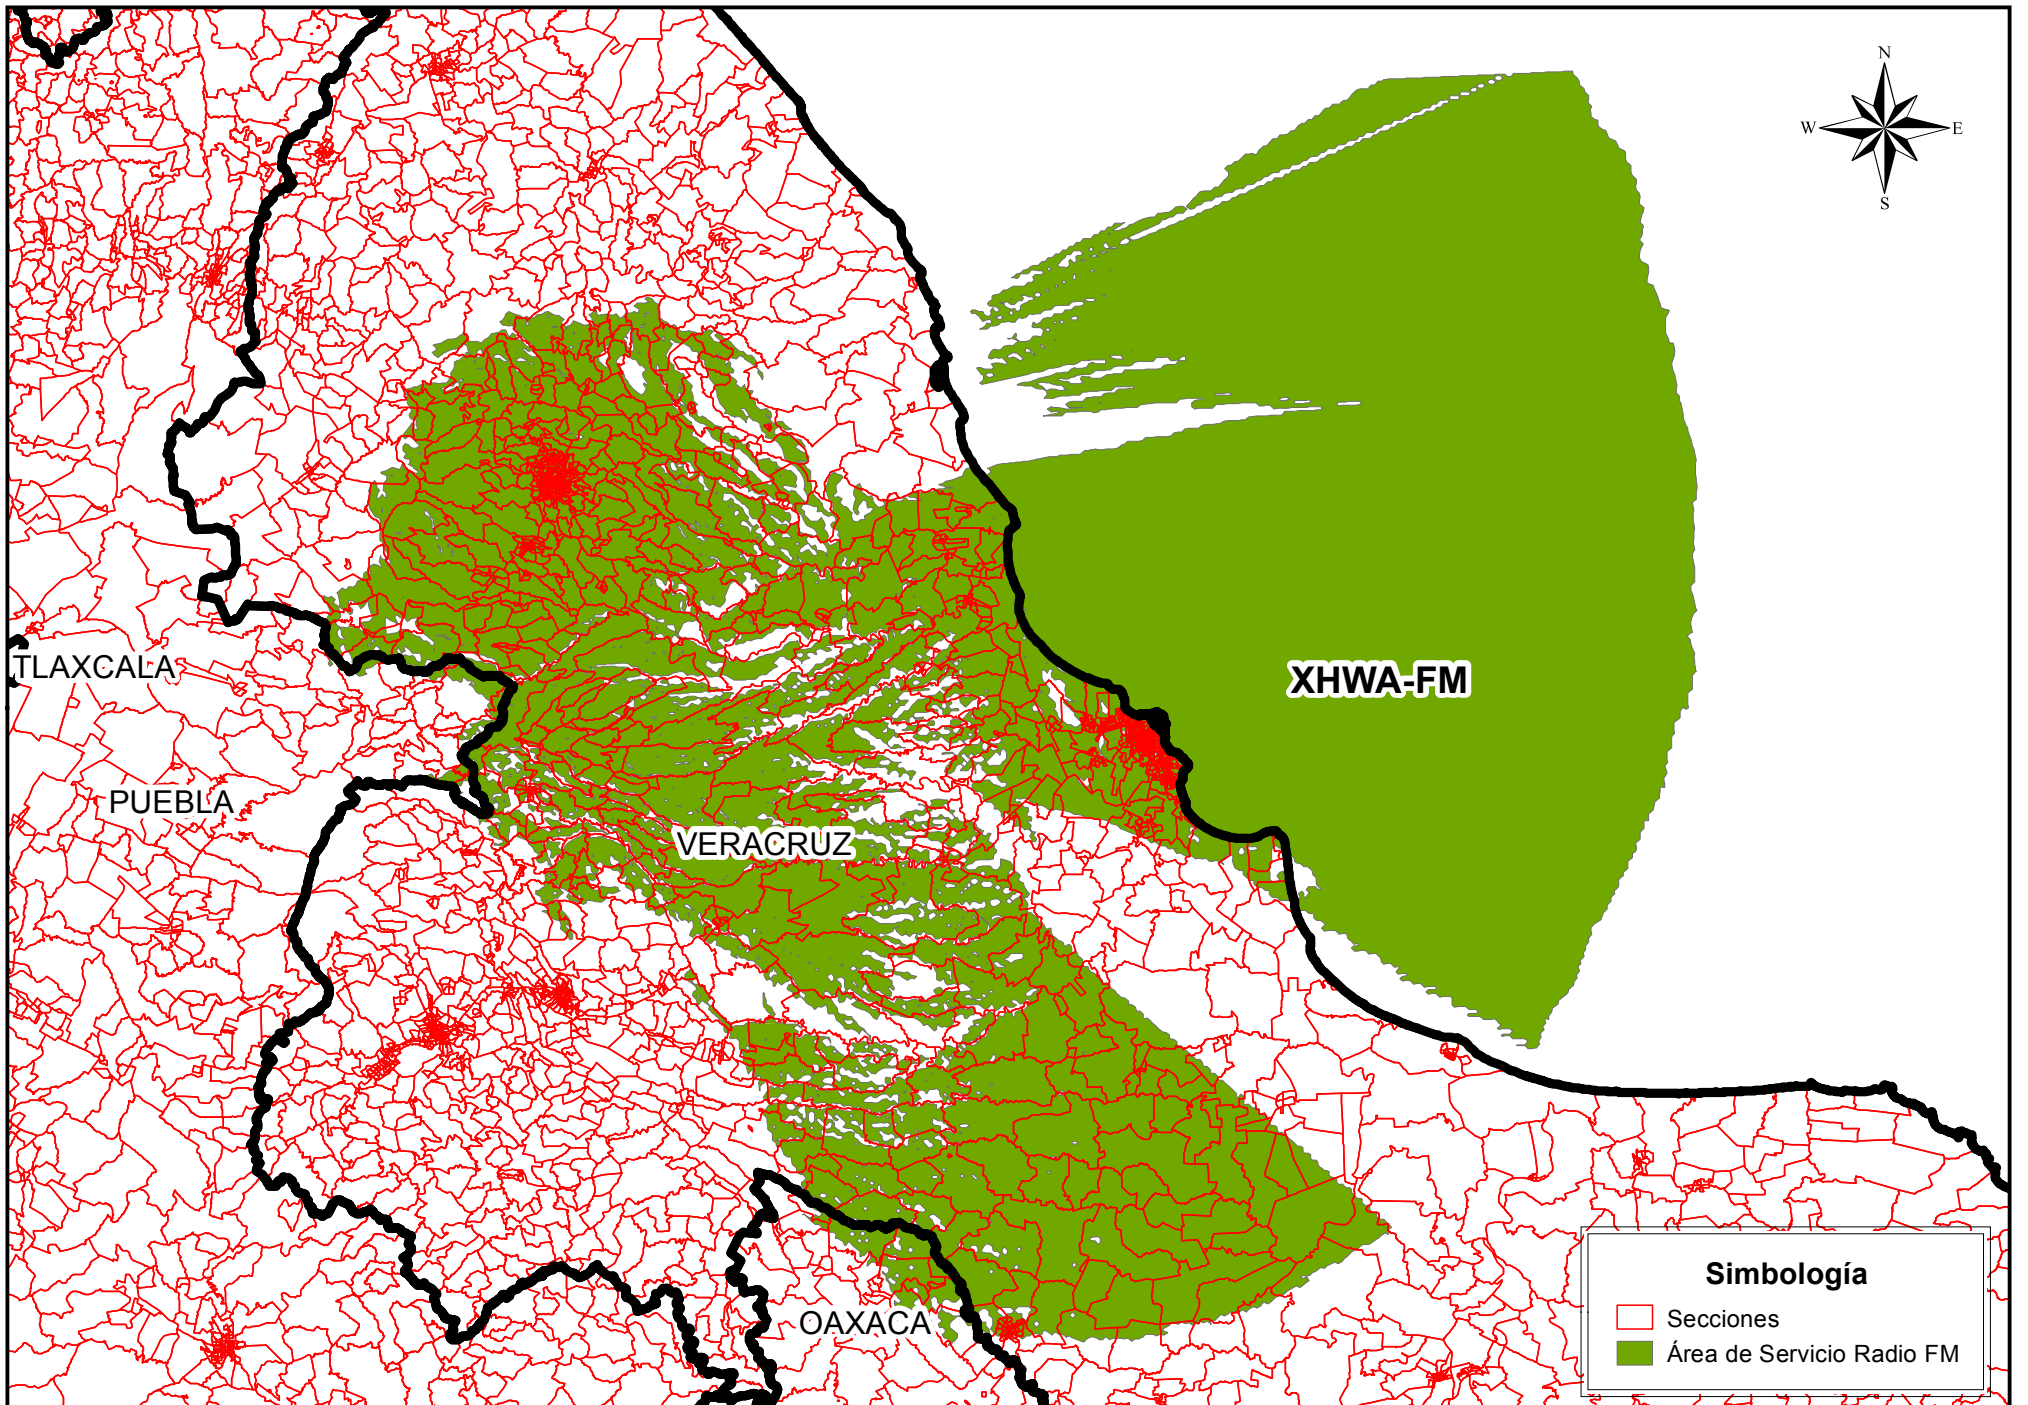 N
W E
S
TLAXCALA
XHWA-FM
PUEBLA
VERACRUZ
OAXACA
Simbología
Secciones
Área de Servicio Radio FM